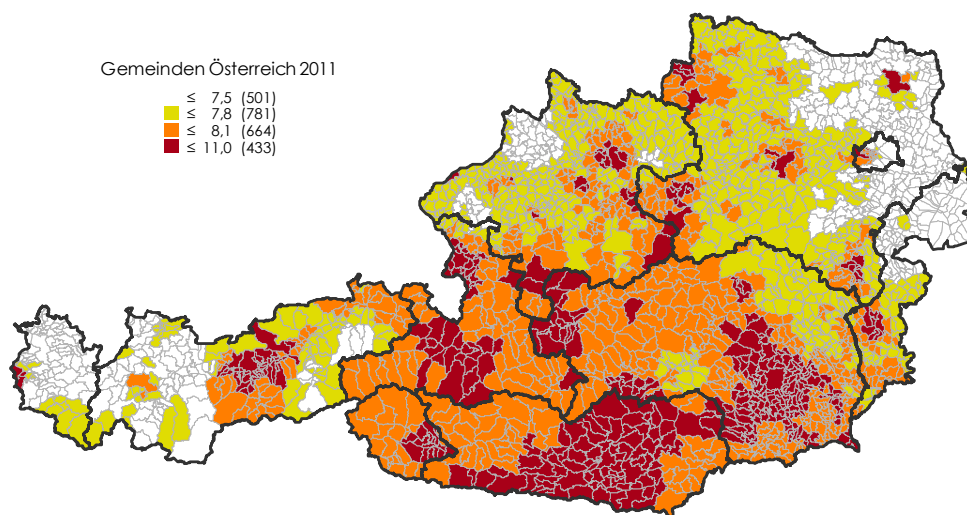 Gemeinden Österreich 2011
≤ 7,5 (501)
≤ 7,8 (781)
≤ 8,1 (664)
≤ 11,0 (433)